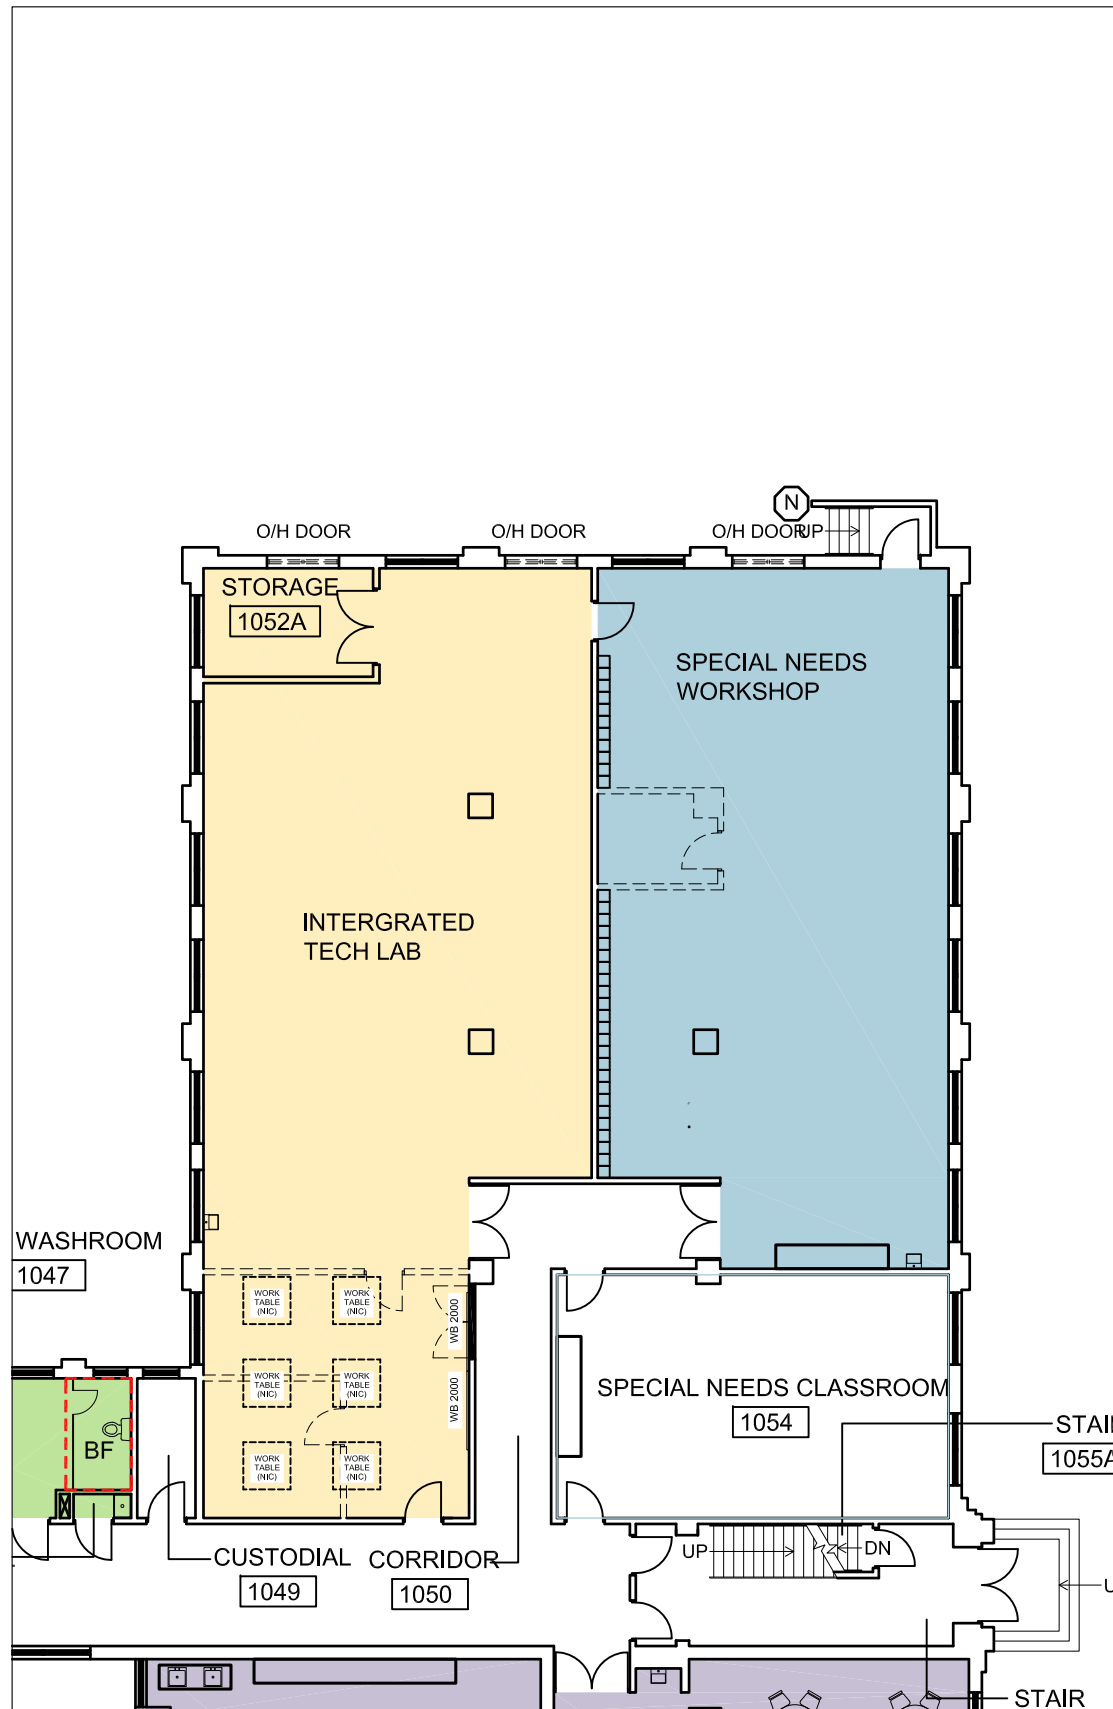 N
O/H DOOR
O/H DOOR
O/H DOOR
UP
STORAGE
1052A
SPECIAL NEEDS
WORKSHOP
INTERGRATED
TECH LAB
WASHROOM
1047
WORK
TABLE
(NIC)
WORK
TABLE
(NIC)
WB 2000
WORK
TABLE
(NIC)
WORK
TABLE
(NIC)
WB 2000
SPECIAL NEEDS CLASSROOM
1054
STAI
1055A
BF
WORK
TABLE
(NIC)
WORK
TABLE
(NIC)
UP
DN
CUSTODIAL
1049
CORRIDOR
1050
U
STAIR